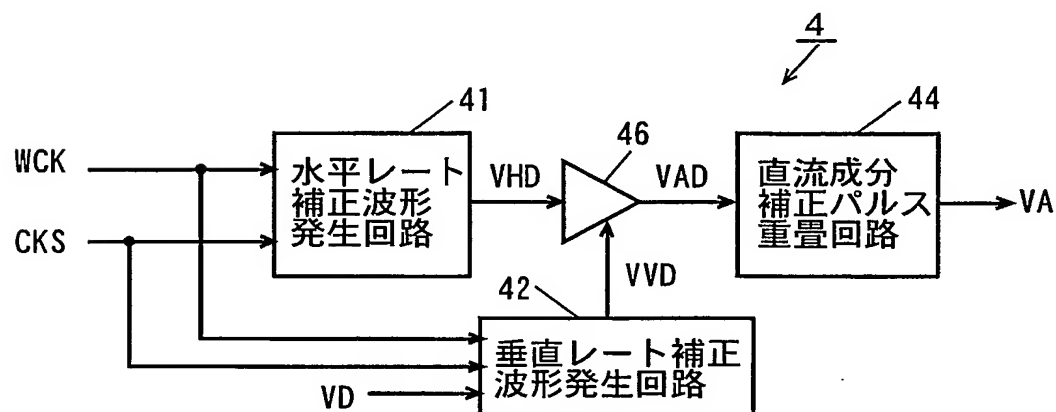 4
41
44
46
WCK
水平レート
補正波形
発生回路
VHD
VAD
直流成分
補正パルス
重畳回路
VA
CKS
42
VVD
垂直レート補正
波形発生回路
VD